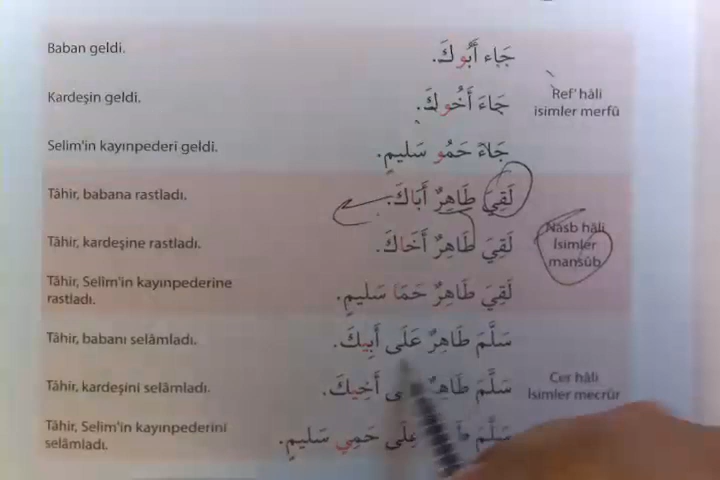 Baban geldi. جَاء أَبُوكَ.
Kardeşin geldi. جَاءَ أَخُوكَ.
Ref' hâli
isimler merfû
Selim'in kayınpederi geldi. جَاءَ حَمُو سَلِيمٍ.
Tâhir, babana rastladı. لَقِيَ طَاهِرٌ أَبَاكَ.
Tâhir, kardeşine rastladı. لَقِيَ طَاهِرٌ أَخَاكَ.
Nasb hâli
Isimler
mansûb
Tâhir, Selim'in kayınpederine
rastladı. لَقِيَ طَاهِرٌ حَمَا سَلِيمٍ.
Tâhir, babanı selâmladı. سَلَّمَ طَاهِرٌ عَلَى أَبِيكَ.
Tâhir, kardeşini selâmladı. سَلَّمَ أَخِيكَ.
Cer hâli
Isimler mecrûr
Tâhir, Selim'in kayınpederini
selâmladı. عَلَى حَمِي سَلِيمٍ.